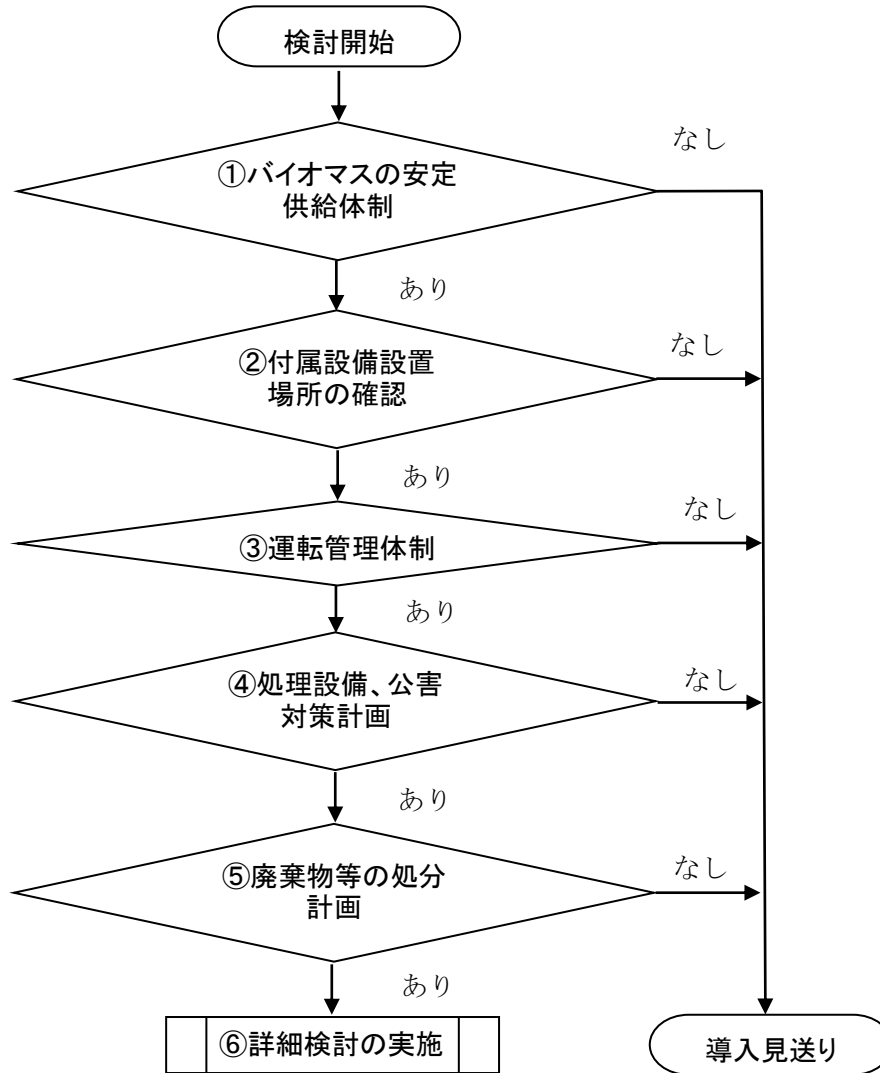 検討開始
なし
①バイオマスの安定
供給体制
あり
なし
②付属設備設置
場所の確認
あり
なし
③運転管理体制
あり
なし
④処理設備、公害
対策計画
あり
なし
⑤廃棄物等の処分
計画
あり
⑥詳細検討の実施
導入見送り